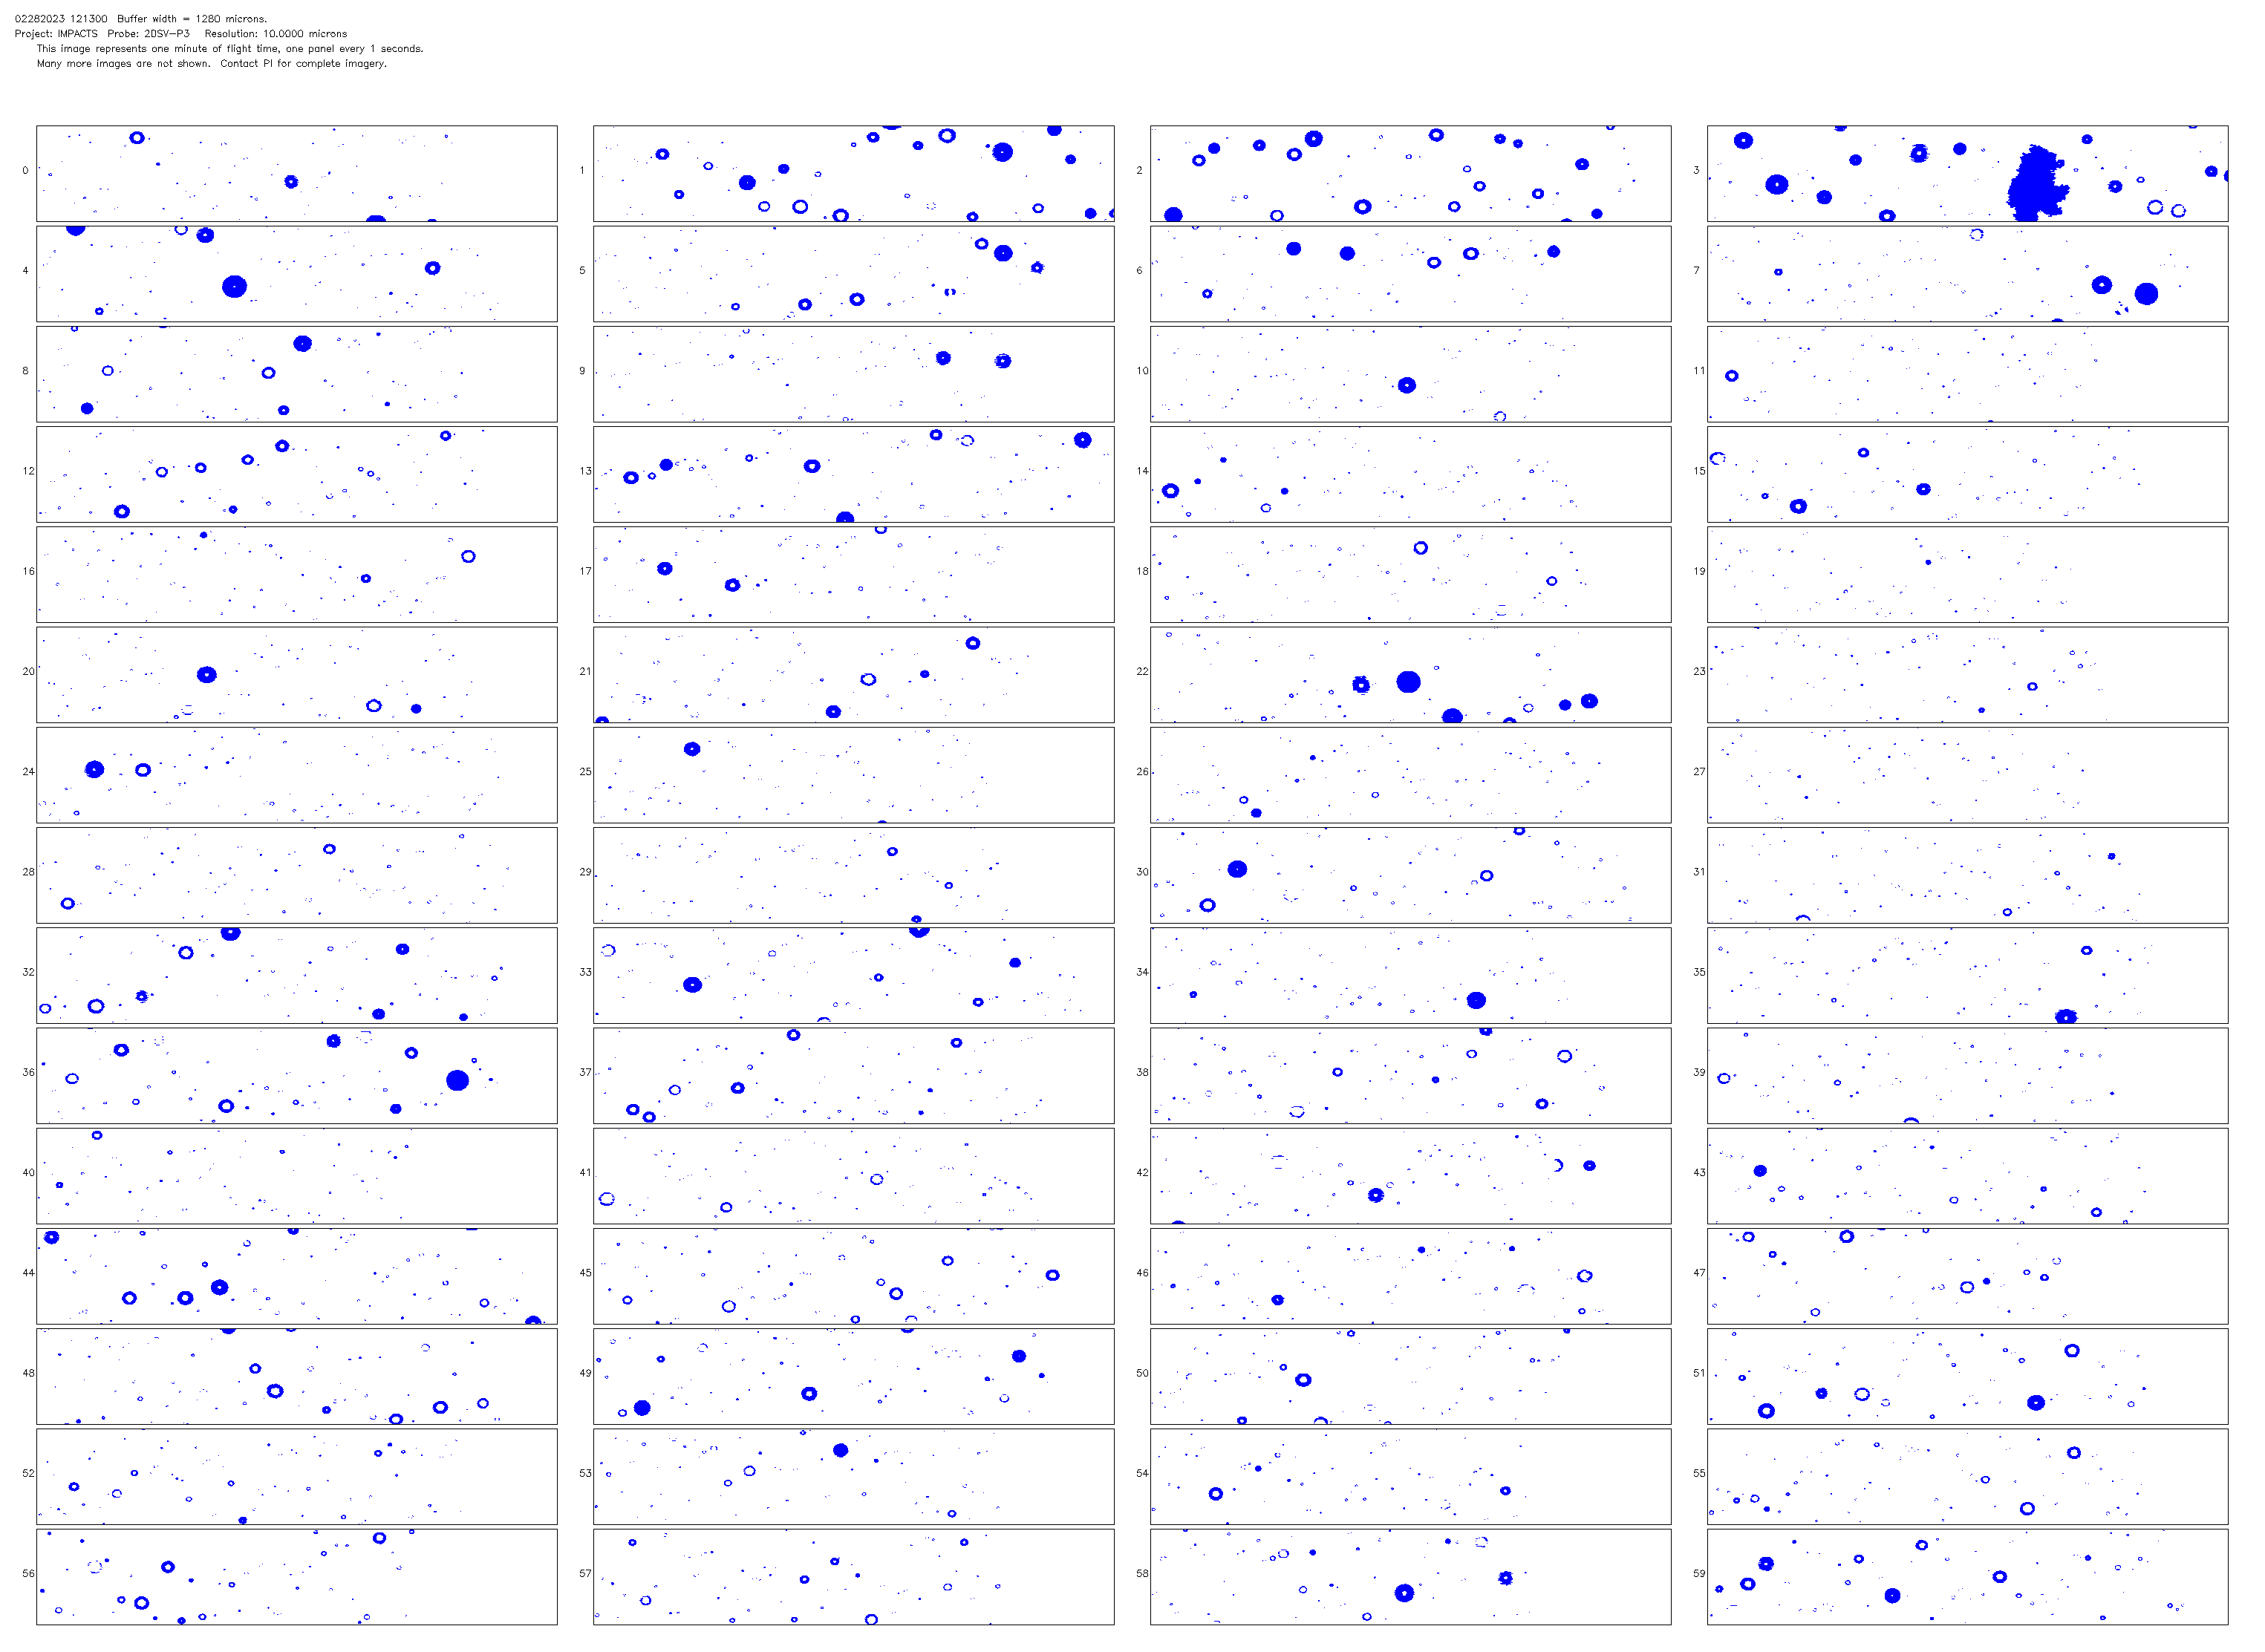 02282023 121300 Buffer width = 1280 microns.
Project: IMPACTS Probe: 2DSV-P3 Resolution: 10.0000 microns
This image represents one minute of flight time, one panel every 1 seconds.
Many more images are not shown. Contact PI for complete imagery.
0 1 2 3
4 5 6 7
8 9 10 11
12 13 14 15
16 17 18 19
20 21 22 23
24 25 26 27
28 29 30 31
32 33 34 35
36 37 38 39
40 41 42 43
44 45 46 47
48 49 50 51
52 53 54 55
56 57 58 59